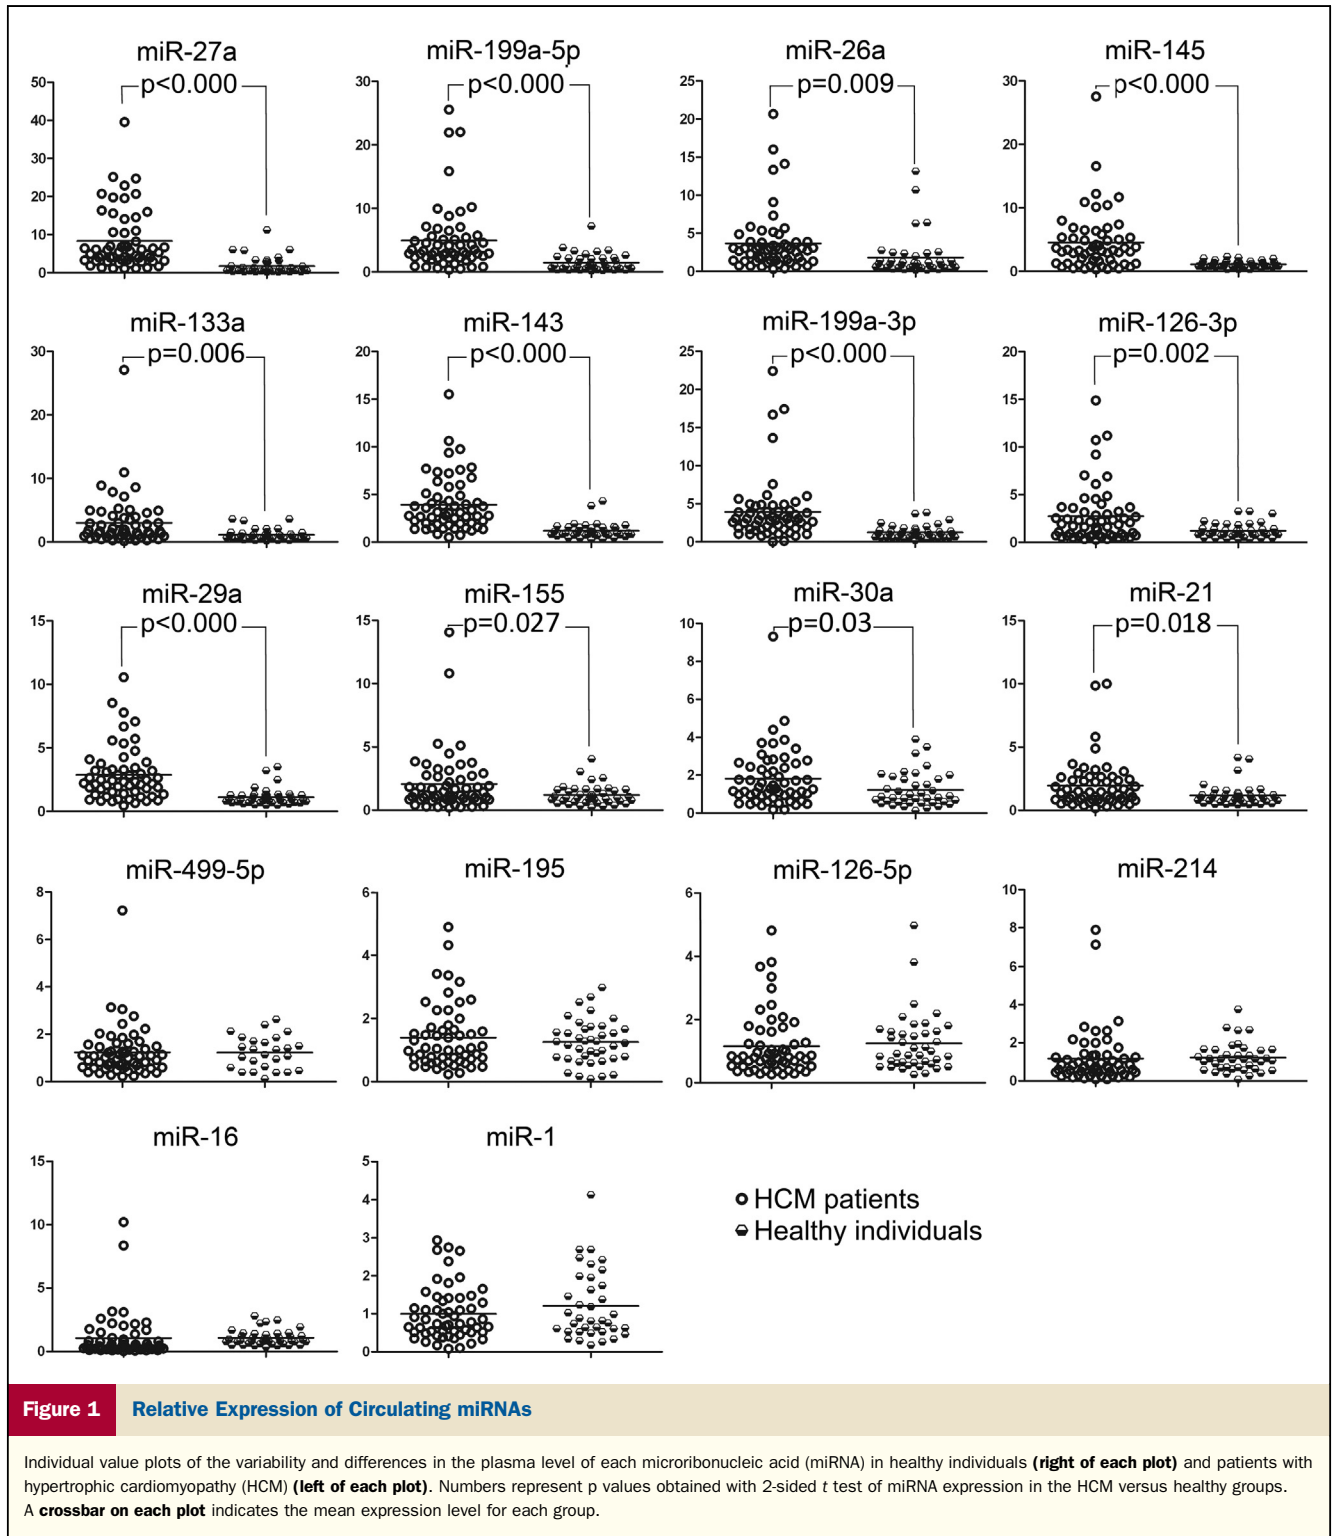 miR-27a
p<0.000
50
40
30
20
10
0
miR-199a-5p
p<0.000
30
20
10
0
miR-26a
p=0.009
25
20
15
10
5
0
miR-145
p<0.000
30
20
10
0
miR-133a
p=0.006
30
20
10
0
miR-143
p<0.000
20
15
10
5
0
miR-199a-3p
p<0.000
25
20
15
10
5
0
miR-126-3p
p=0.002
20
15
10
5
0
miR-29a
p<0.000
15
10
5
0
miR-155
p=0.027
15
10
5
0
miR-30a
p=0.03
10
8
6
4
2
0
miR-21
p=0.018
15
10
5
0
miR-499-5p
8
6
4
2
0
miR-195
6
4
2
0
miR-126-5p
6
4
2
0
miR-214
10
8
6
4
2
0
miR-16
15
10
5
0
miR-1
5
4
3
2
1
0
HCM patients
Healthy individuals
Figure 1 Relative Expression of Circulating miRNAs
Individual value plots of the variability and differences in the plasma level of each microribonucleic acid (miRNA) in healthy individuals (right of each plot) and patients with
hypertrophic cardiomyopathy (HCM) (left of each plot). Numbers represent p values obtained with 2-sided t test of miRNA expression in the HCM versus healthy groups.
A crossbar on each plot indicates the mean expression level for each group.